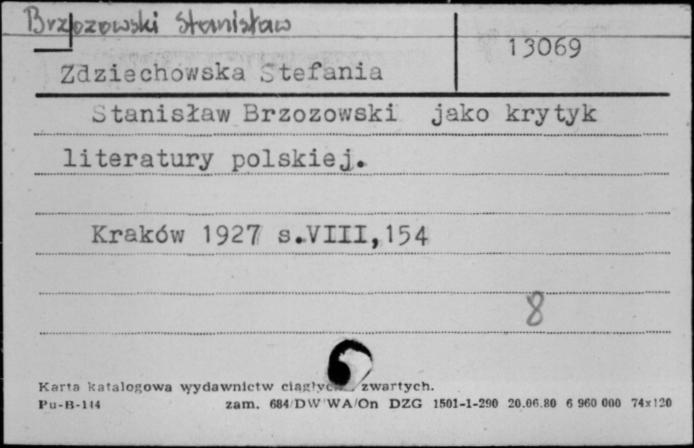 Brzozowski Stanisław
13069
Zdziechowska Stefania
Stanisław Brzozowski jako krytyk
literatury polskiej.
Kraków 1927 s.VIII,154
8
Karta katalogowa wydawnictw ciągłych zwartych.
Pu-B-114 zam. 684/DW WA/On DZG 1501-1-290 20.06.80 6 960 000 74x120